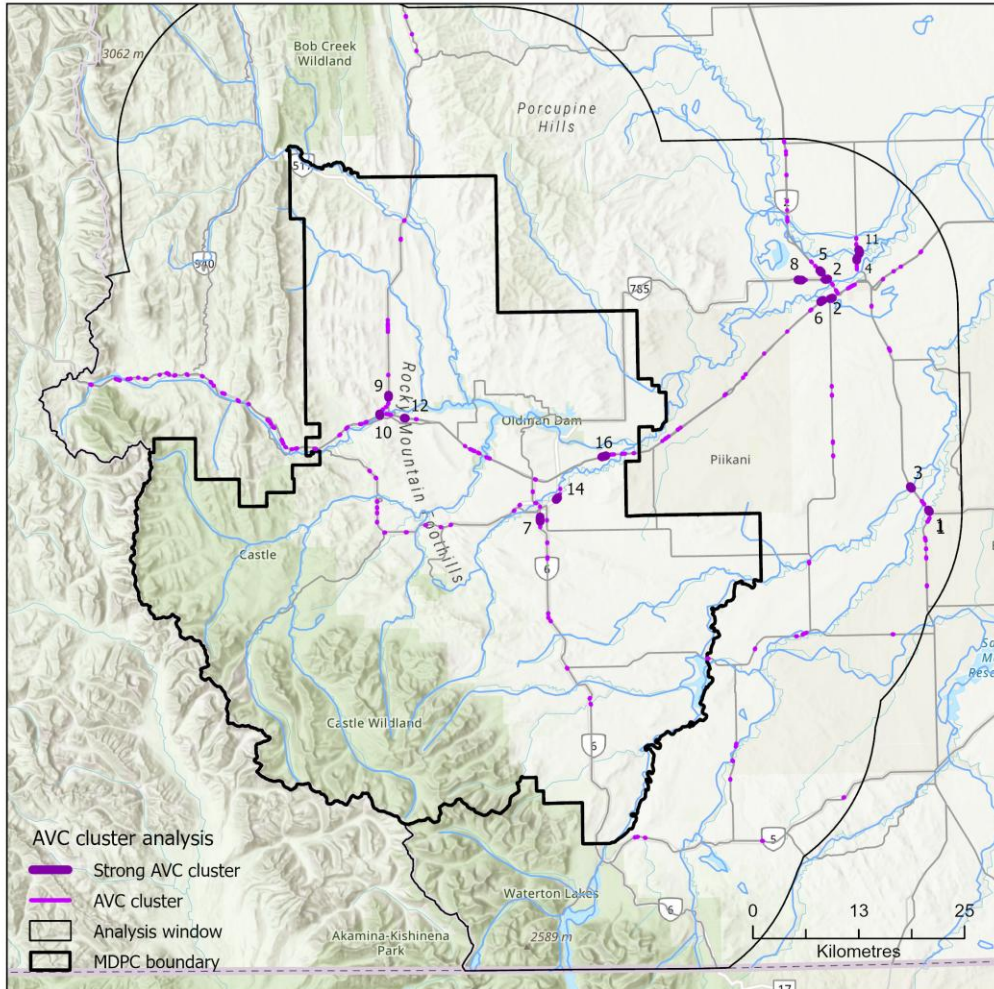 3062 m
Bob Creek
Wildland
Porcupine
Hills
517
2
940
11
5
4
8
2
785
2
6
Rocky Mountain Foothills
9
12
Oldman Dam
10
16
Piikani
3
14
7
1
Castle
6
Castle Wildland
6
5
AVC cluster analysis
Strong AVC cluster
AVC cluster
Analysis window
MDPC boundary
Waterton Lakes
6
Akamina-Kishinena
Park
2589 m
0 13 25
Kilometres
17